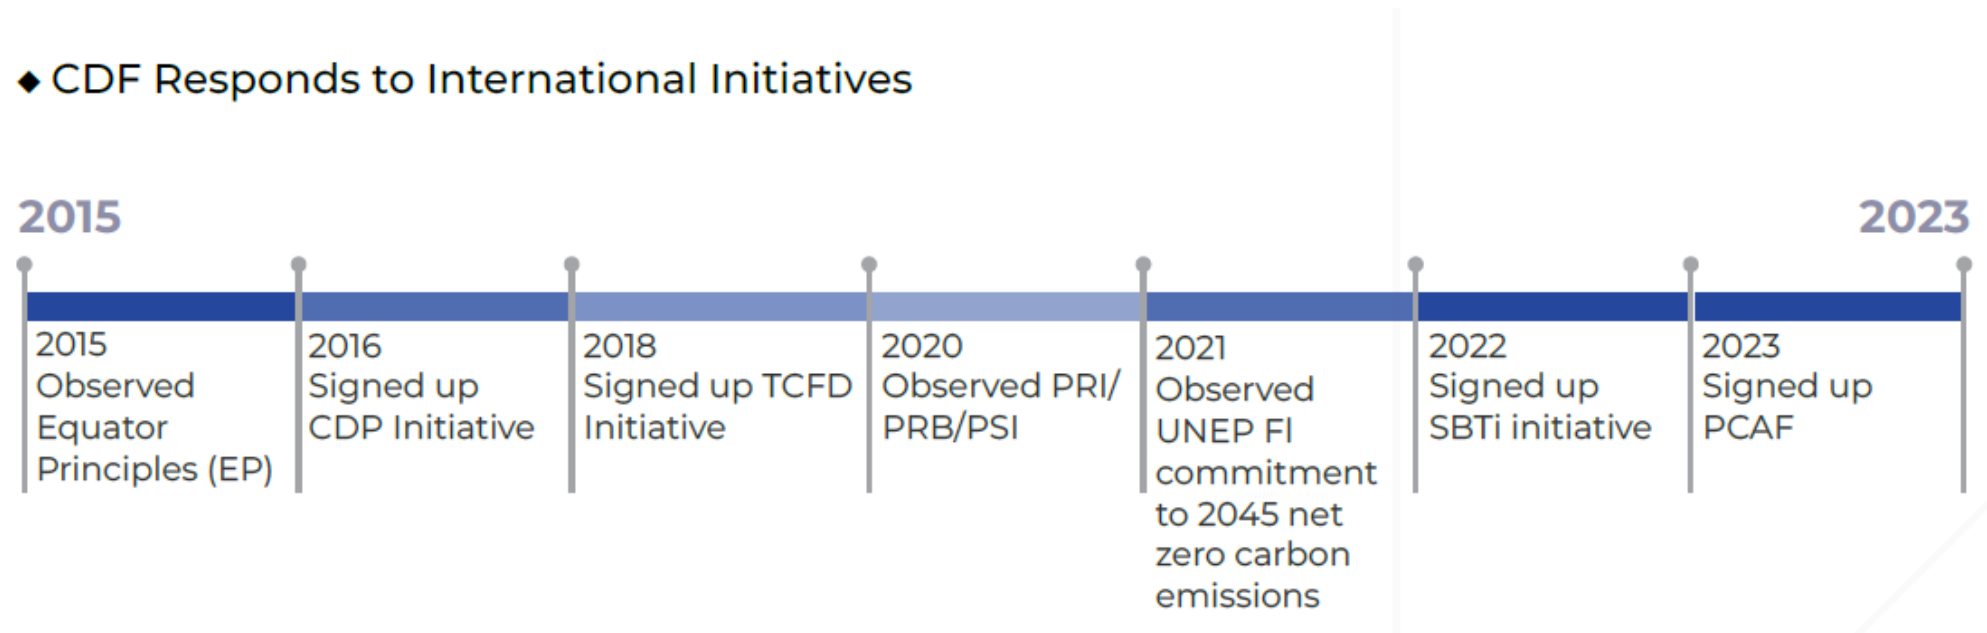 ◆ CDF Responds to International Initiatives
2015
2023
2015
Observed
Equator
Principles (EP)
2016
Signed up
CDP Initiative
2018
Signed up TCFD
Initiative
2020
Observed PRI/
PRB/PSI
2021
Observed
UNEP Fl
commitment
to 2045 net
zero carbon
emissions
2022
Signed up
SBTi initiative
2023
Signed up
PCAF